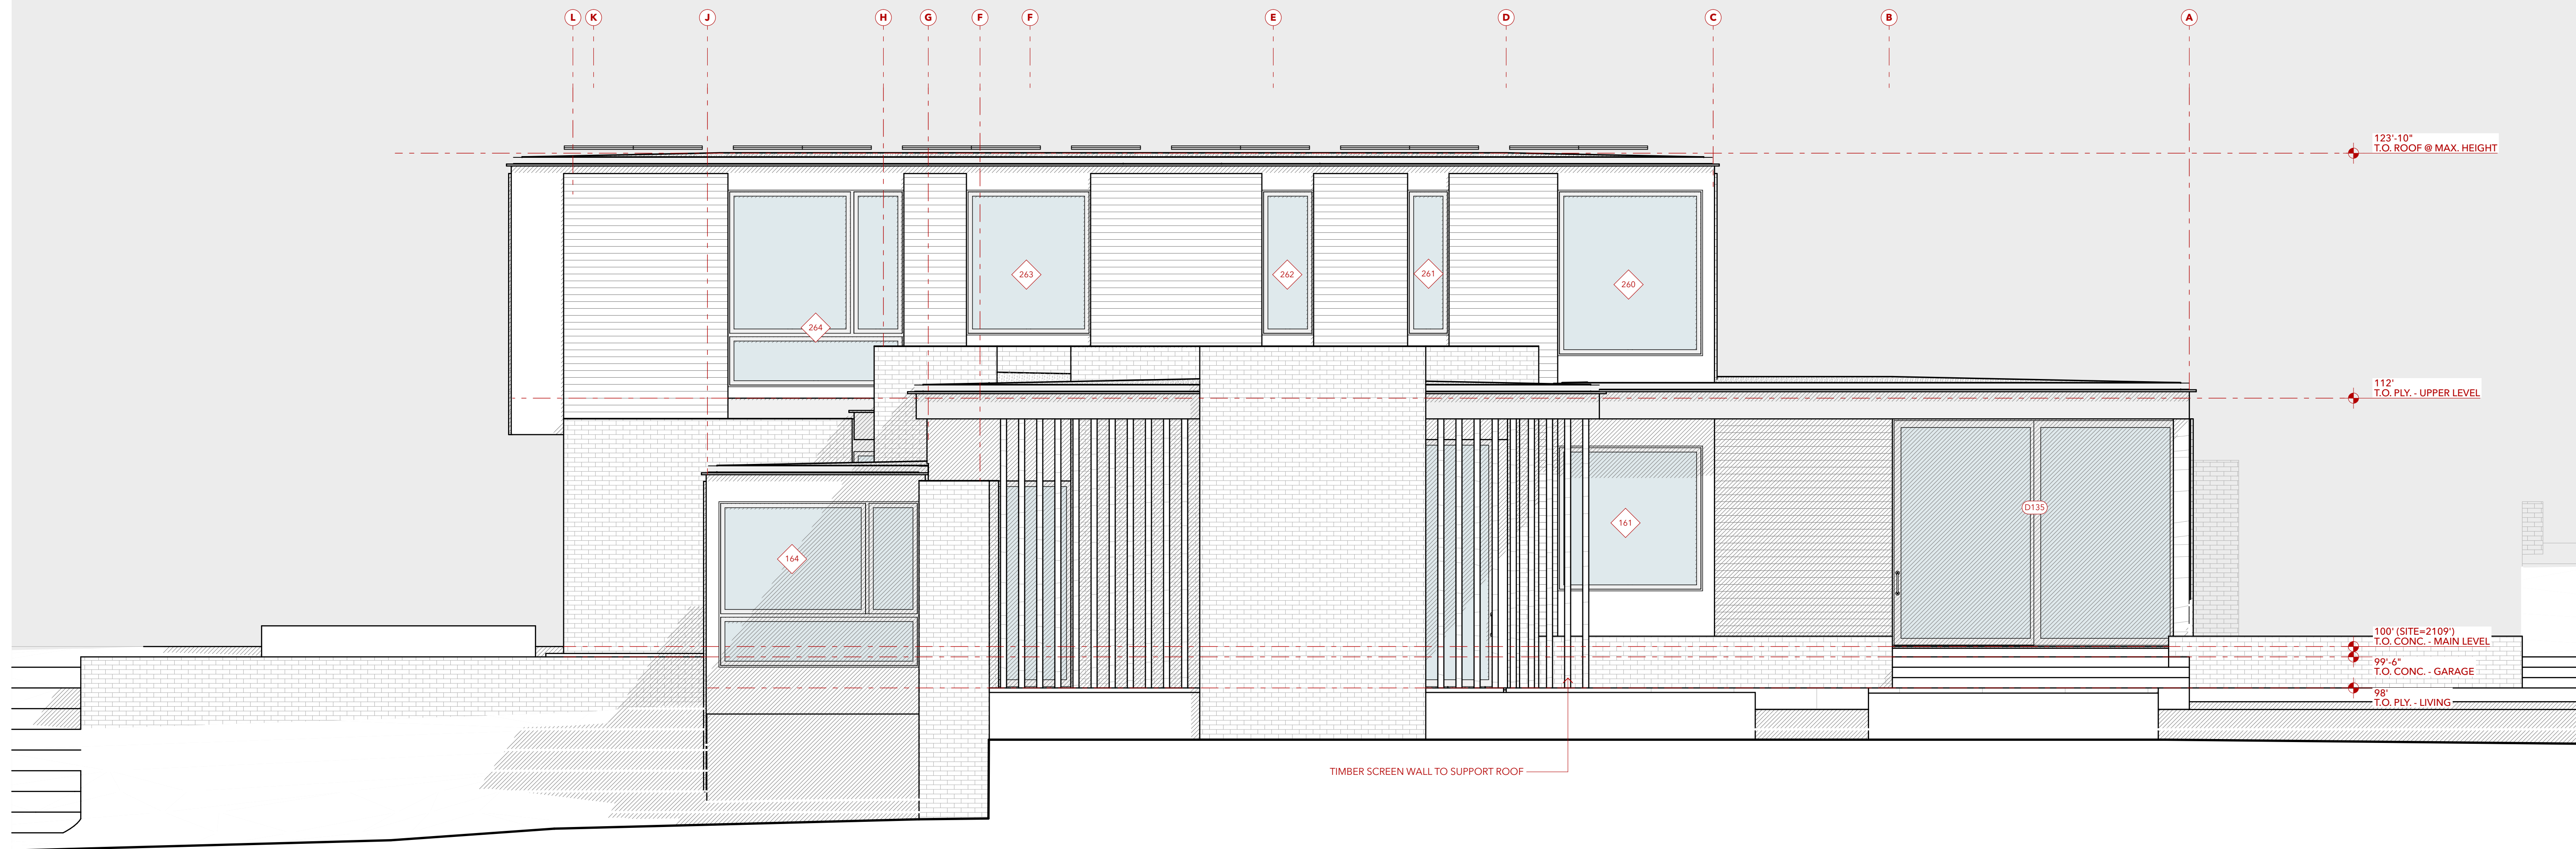 L K J H G F F E D C B A
123'-10"
T.O. ROOF @ MAX. HEIGHT
263
262
261
260
264
112'
T.O. PLY. - UPPER LEVEL
D135
161
164
100' (SITE=2109')
T.O. CONC. - MAIN LEVEL
99'-6"
T.O. CONC. - GARAGE
98'
T.O. PLY. - LIVING
TIMBER SCREEN WALL TO SUPPORT ROOF